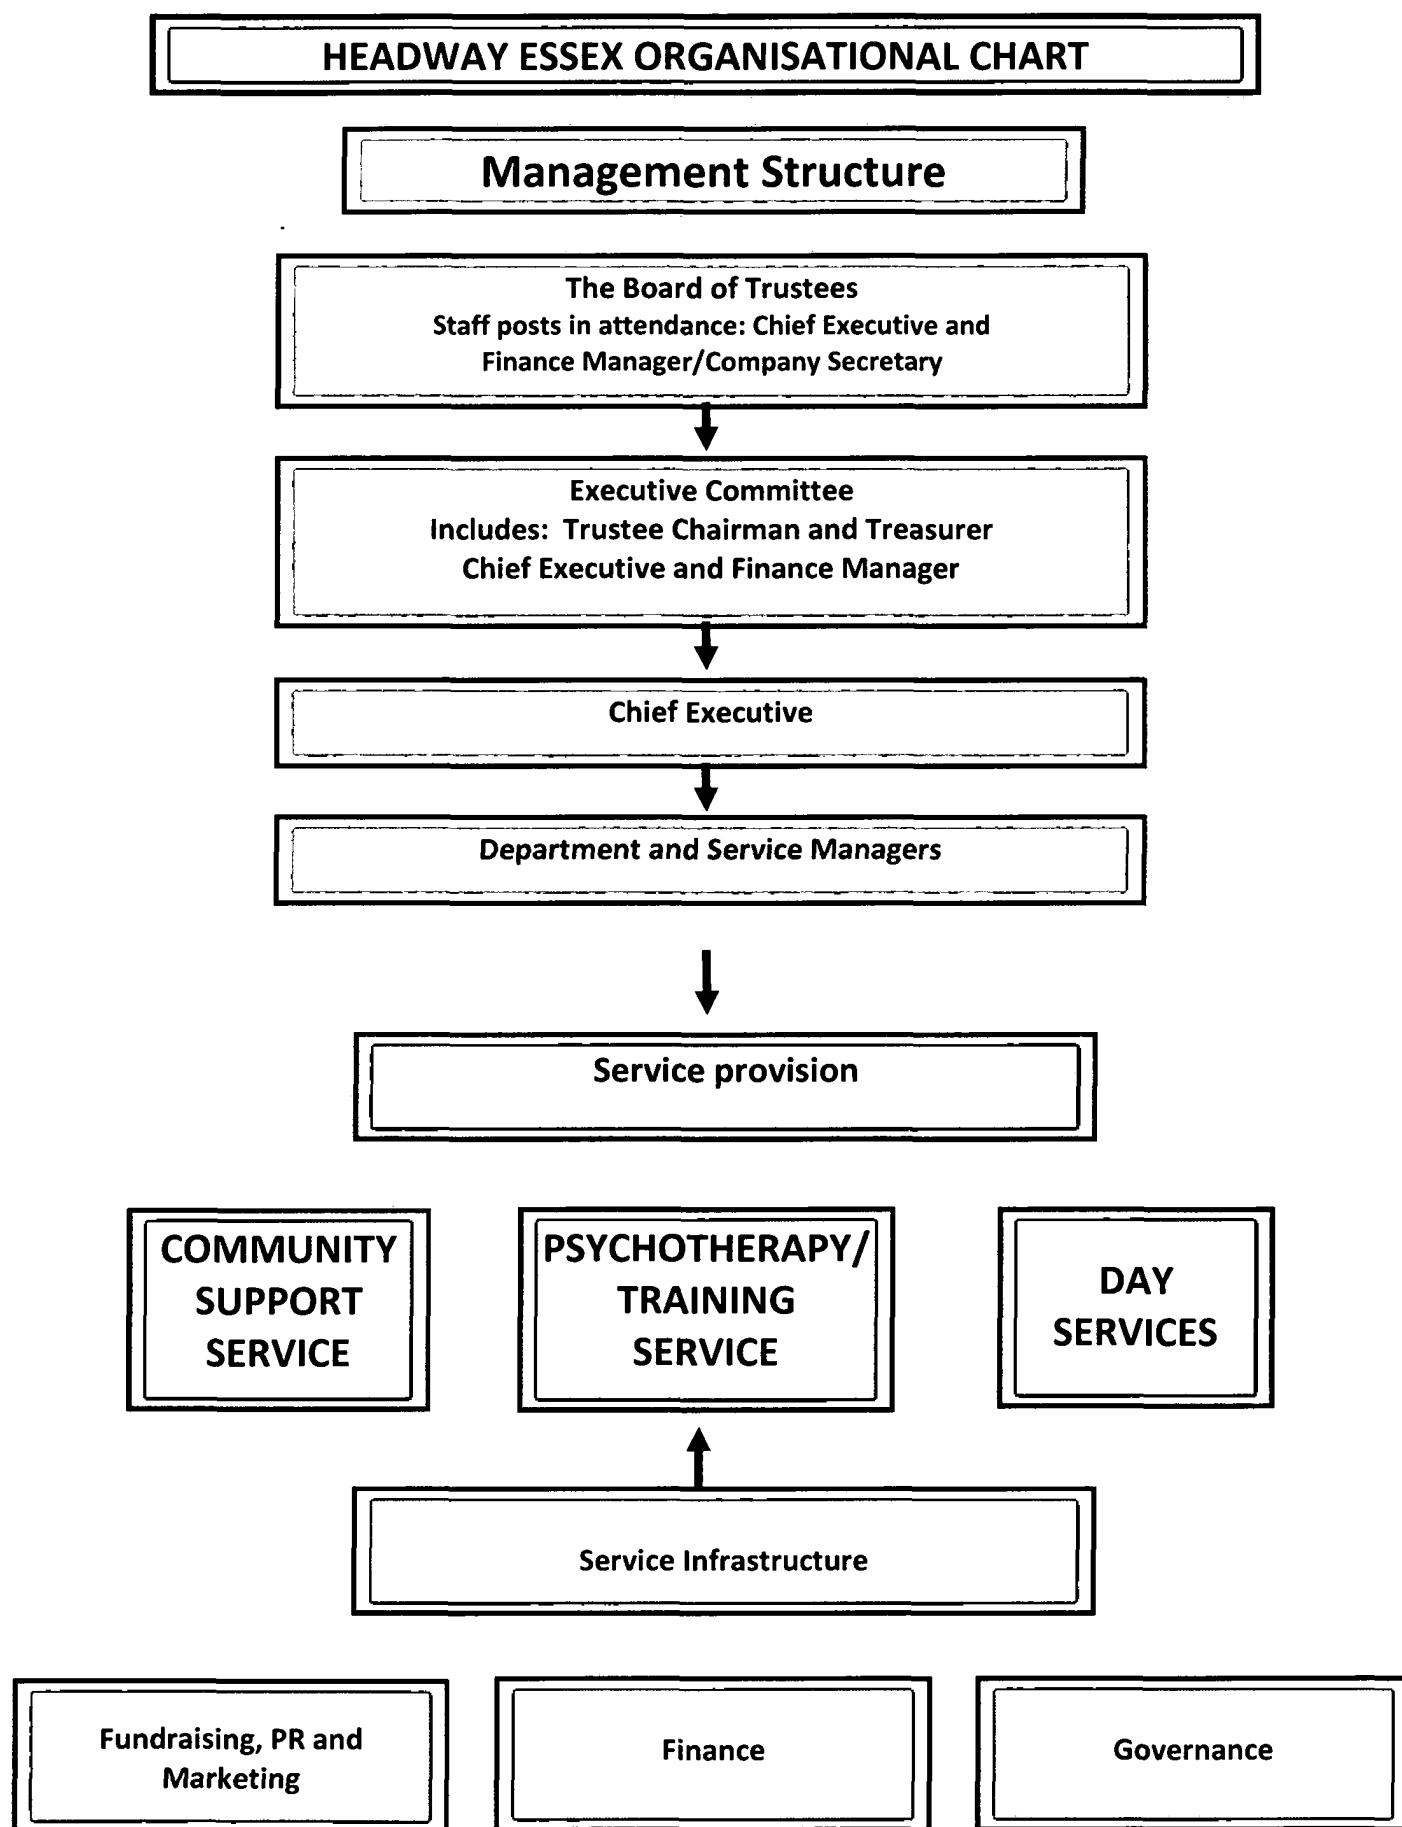 HEADWAY ESSEX ORGANISATIONAL CHART
Management Structure
The Board of Trustees
Staff posts in attendance: Chief Executive and
Finance Manager/Company Secretary
Executive Committee
Includes: Trustee Chairman and Treasurer
Chief Executive and Finance Manager
Chief Executive
Department and Service Managers
Service provision
COMMUNITY
SUPPORT
SERVICE
PSYCHOTHERAPY/
TRAINING
SERVICE
DAY
SERVICES
Service Infrastructure
Fundraising, PR and
Marketing
Finance
Governance